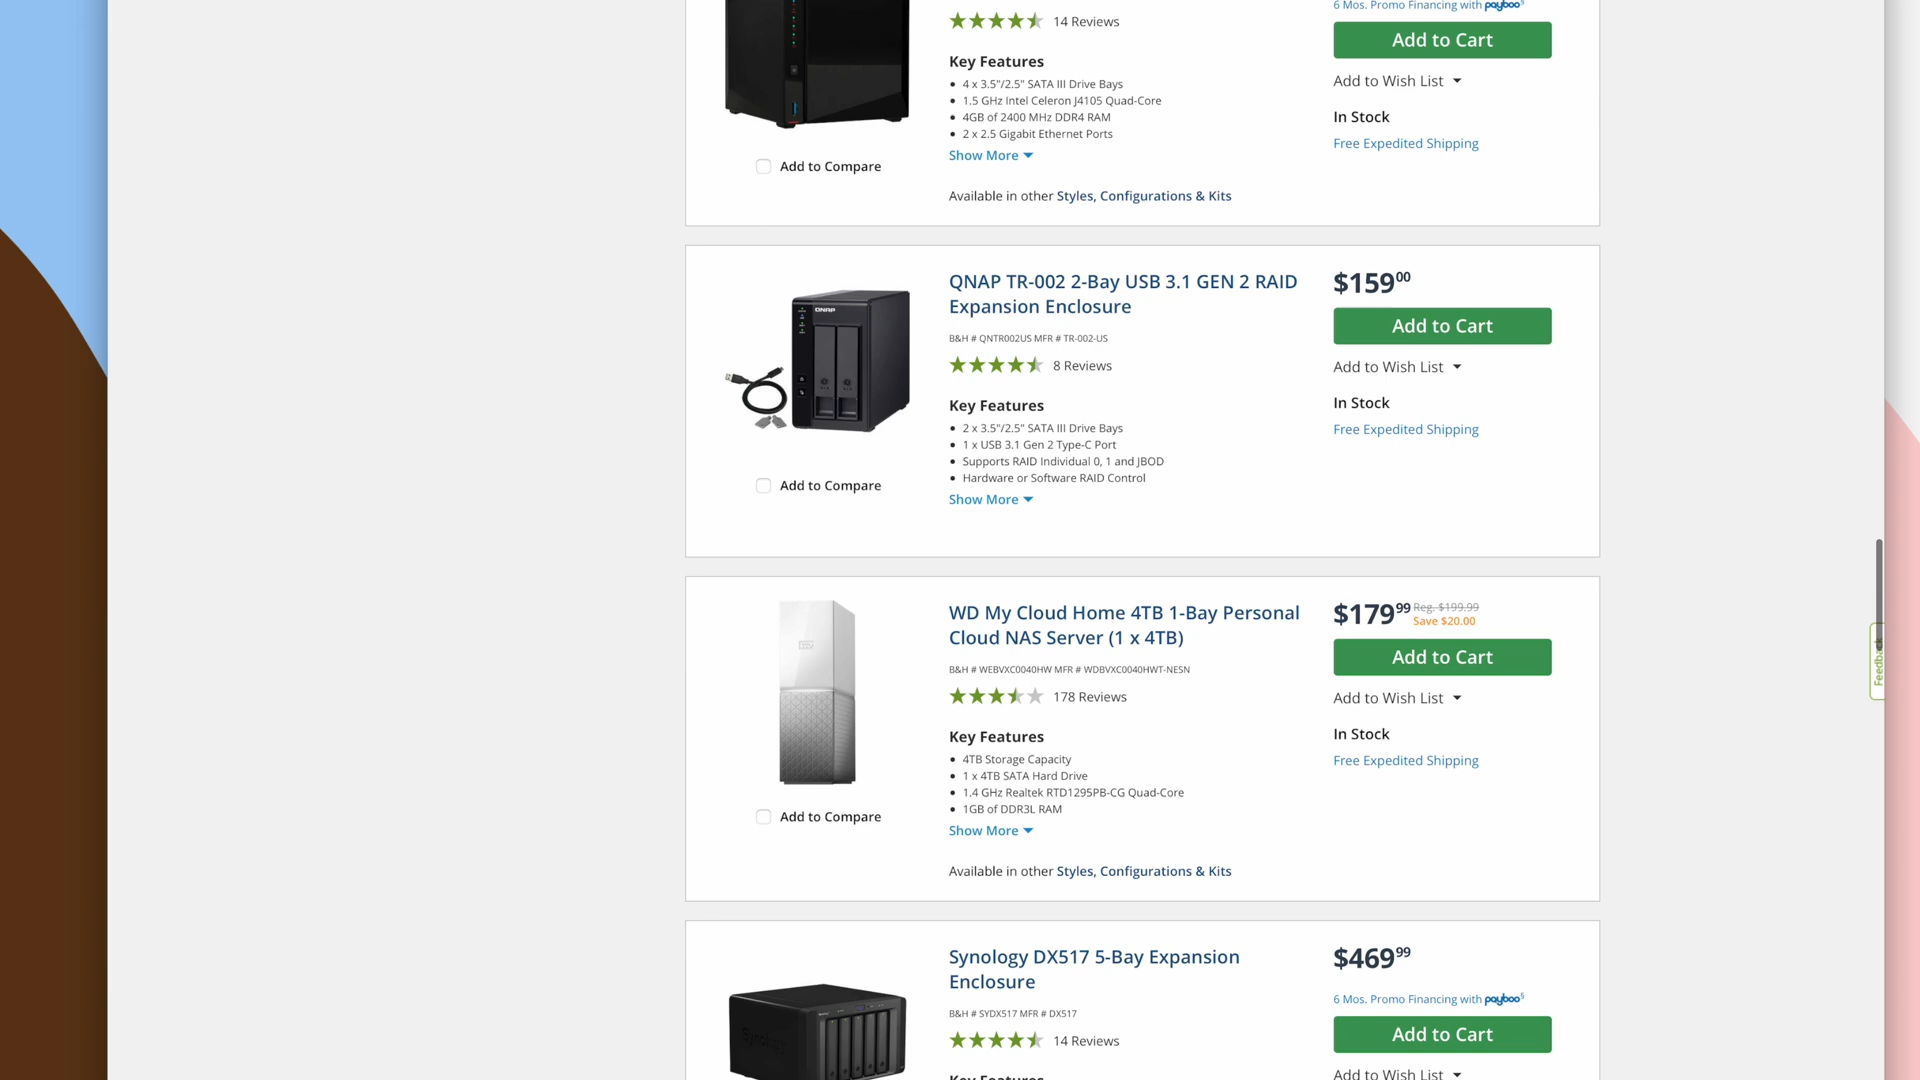 6 Mos. Promo Financing with payboo§
14 Reviews
Add to Cart
Key Features
Add to Wish List
4 x 3.5"/2.5" SATA III Drive Bays
1.5 GHz Intel Celeron J4105 Quad-Core
4GB of 2400 MHz DDR4 RAM
2 x 2.5 Gigabit Ethernet Ports
In Stock
Free Expedited Shipping
Show More
Add to Compare
Available in other Styles, Configurations & Kits
QNAP TR-002 2-Bay USB 3.1 GEN 2 RAID
Expansion Enclosure
$159.00
QNAP
Add to Cart
B&H # QNTR002US MFR # TR-002-US
8 Reviews
Add to Wish List
Key Features
In Stock
2 x 3.5"/2.5" SATA III Drive Bays
Free Expedited Shipping
1 x USB 3.1 Gen 2 Type-C Port
Supports RAID Individual 0, 1 and JBOD
Hardware or Software RAID Control
Add to Compare
Show More
WD My Cloud Home 4TB 1-Bay Personal
Cloud NAS Server (1 x 4TB)
$179.99 Reg. $199.99
Save $20.00
Add to Cart
B&H # WEBVXC0040HW MFR # WDBVXC0040HWT-NESN
178 Reviews
Add to Wish List
Key Features
In Stock
4TB Storage Capacity
Free Expedited Shipping
1 x 4TB SATA Hard Drive
1.4 GHz Realtek RTD1295PB-CG Quad-Core
1GB of DDR3L RAM
Add to Compare
Show More
Available in other Styles, Configurations & Kits
Synology DX517 5-Bay Expansion
Enclosure
$469.99
6 Mos. Promo Financing with payboo§
B&H # SYDX517 MFR # DX517
Add to Cart
14 Reviews
Synology
Key Features
Add to Wish List
Feedback